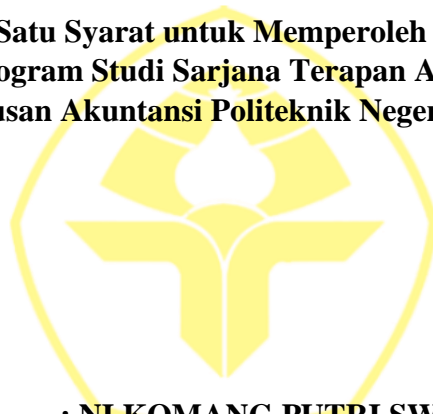 Satu Syarat untuk Memperoleh
ogram Studi Sarjana Terapan A
usan Akuntansi Politeknik Neger
: NI KOMANG PUTRI SW